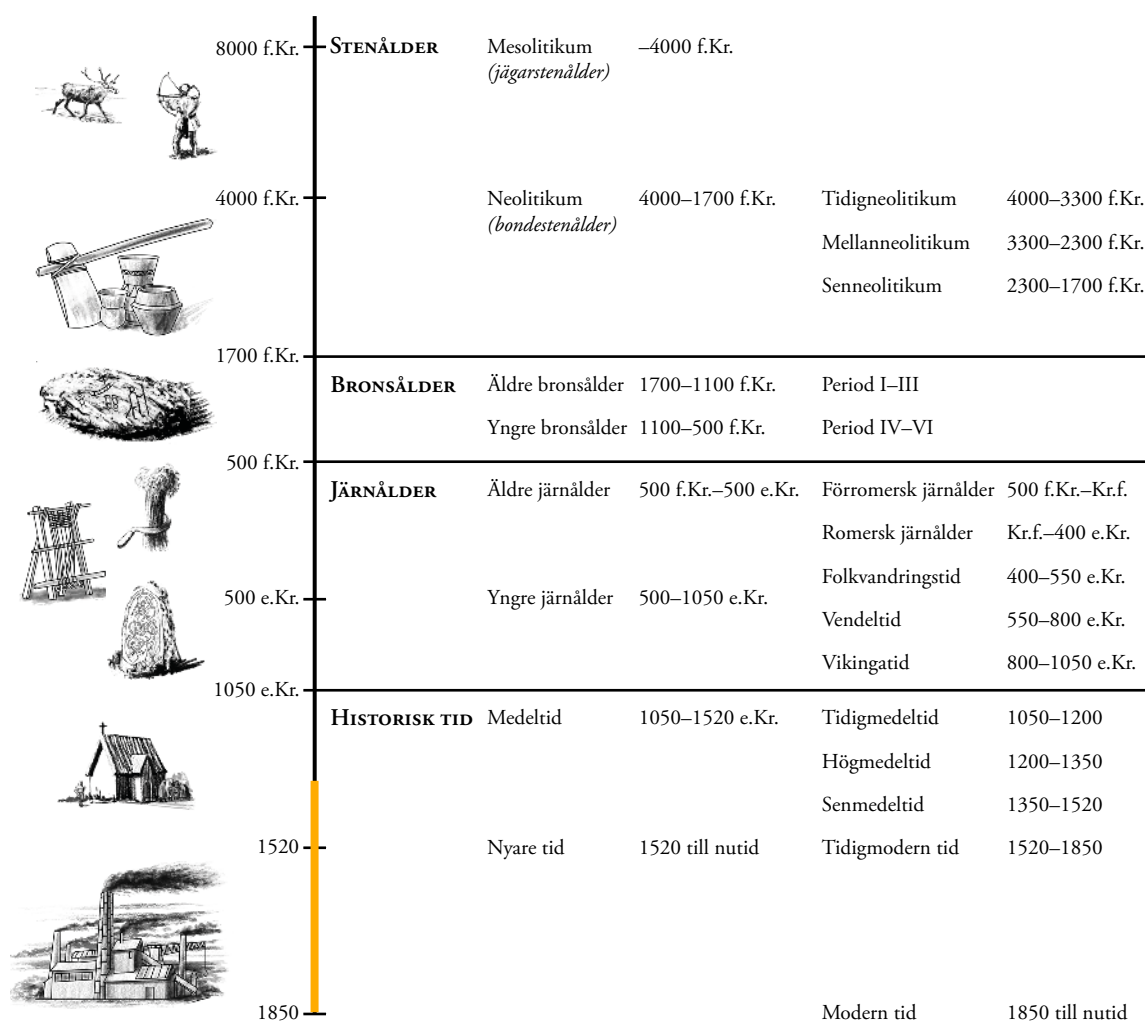 8000 f.Kr. STENÅLDER Mesolitikum –4000 f.Kr.
(jägarstenålder)
4000 f.Kr. Neolitikum 4000–1700 f.Kr. Tidigneolitikum 4000–3300 f.Kr.
(bondestenålder)
Mellanneolitikum 3300–2300 f.Kr.
Senneolitikum 2300–1700 f.Kr.
1700 f.Kr.
BRONSÅLDER Äldre bronsålder 1700–1100 f.Kr. Period I–III
Yngre bronsålder 1100–500 f.Kr. Period IV–VI
500 f.Kr.
JÄRNÅLDER Äldre järnålder 500 f.Kr.–500 e.Kr. Förromersk järnålder 500 f.Kr.–Kr.f.
Romersk järnålder Kr.f.–400 e.Kr.
Folkvandringstid 400–550 e.Kr.
500 e.Kr. Yngre järnålder 500–1050 e.Kr.
Vendeltid 550–800 e.Kr.
Vikingatid 800–1050 e.Kr.
1050 e.Kr.
HISTORISK TID Medeltid 1050–1520 e.Kr. Tidigmedeltid 1050–1200
Högmedeltid 1200–1350
Senmedeltid 1350–1520
1520 Nyare tid 1520 till nutid Tidigmodern tid 1520–1850
1850 Modern tid 1850 till nutid